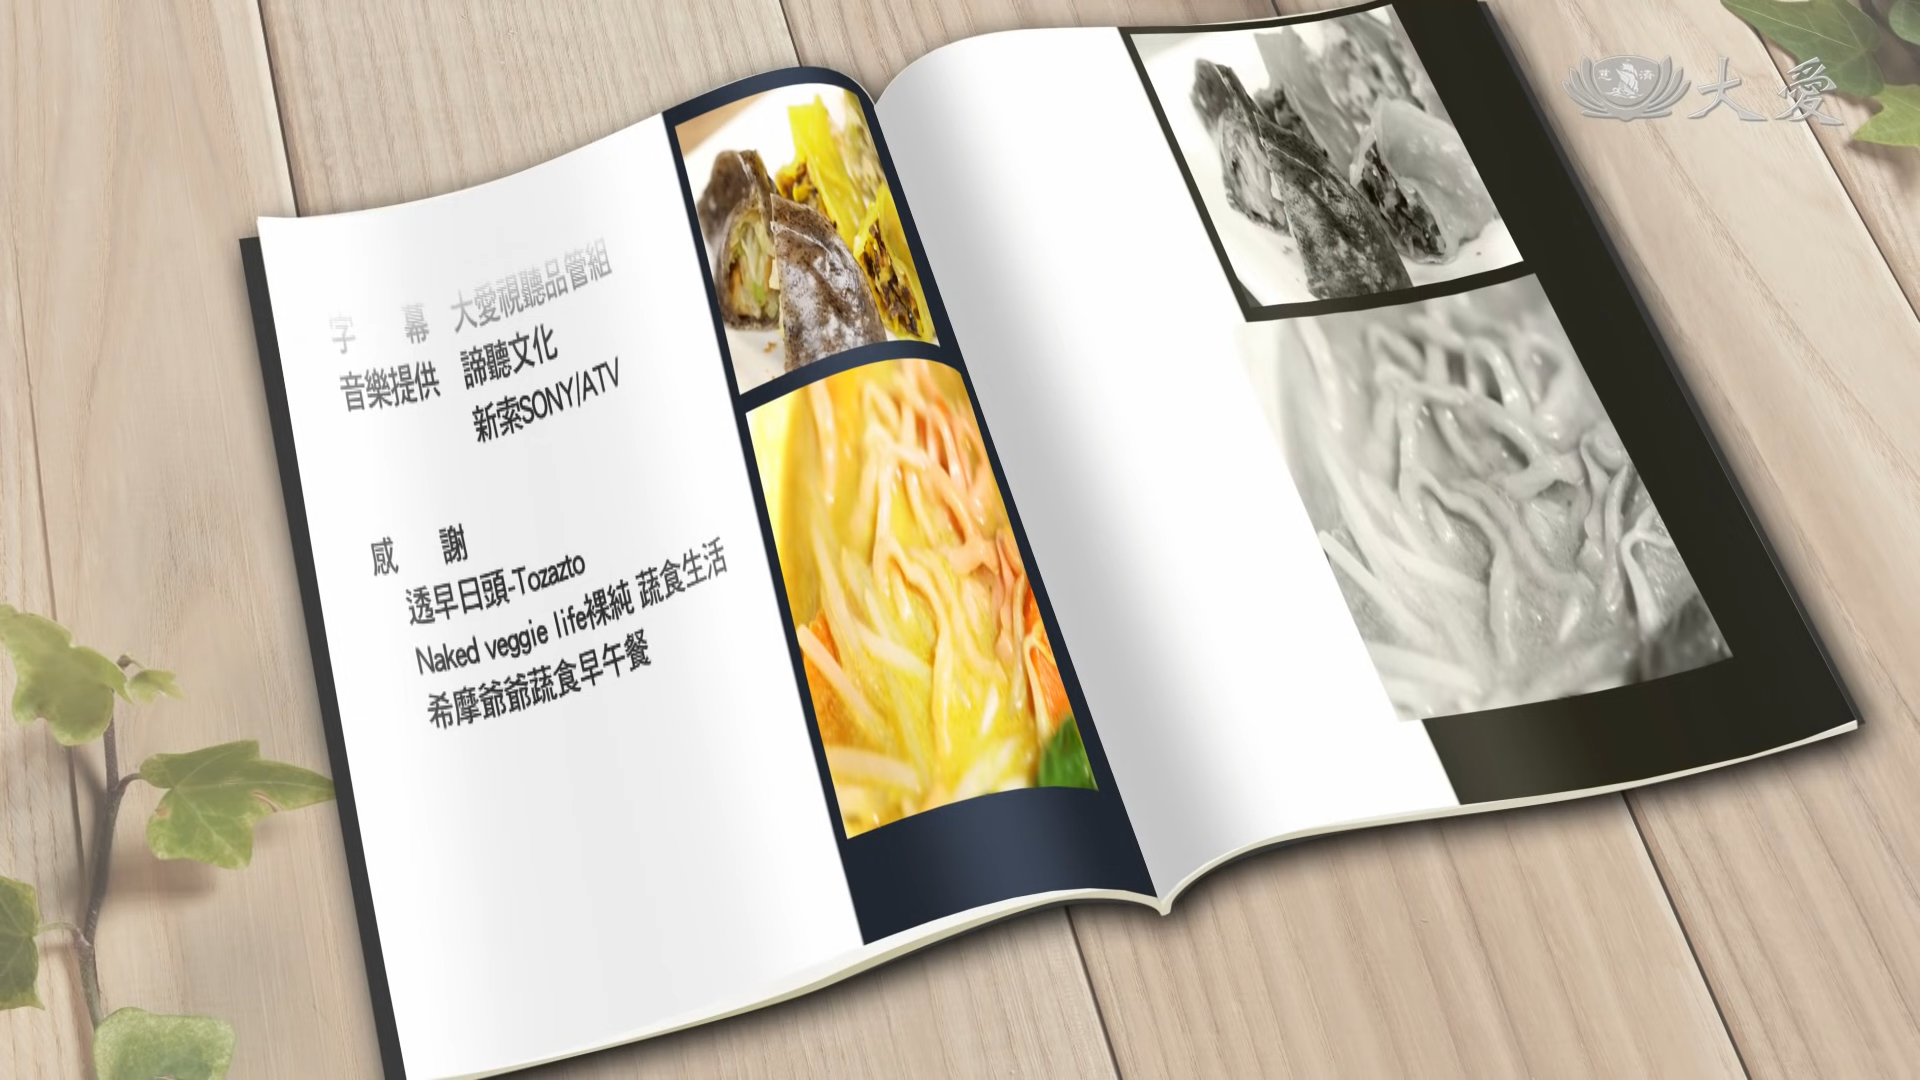 字　幕　大愛視聽品管組
音樂提供　諦聽文化
新索SONY/ATV
感　謝
透早日頭-Tozazto
Naked veggie life裸純 蔬食生活
希摩爺爺蔬食早午餐
慈濟
大愛